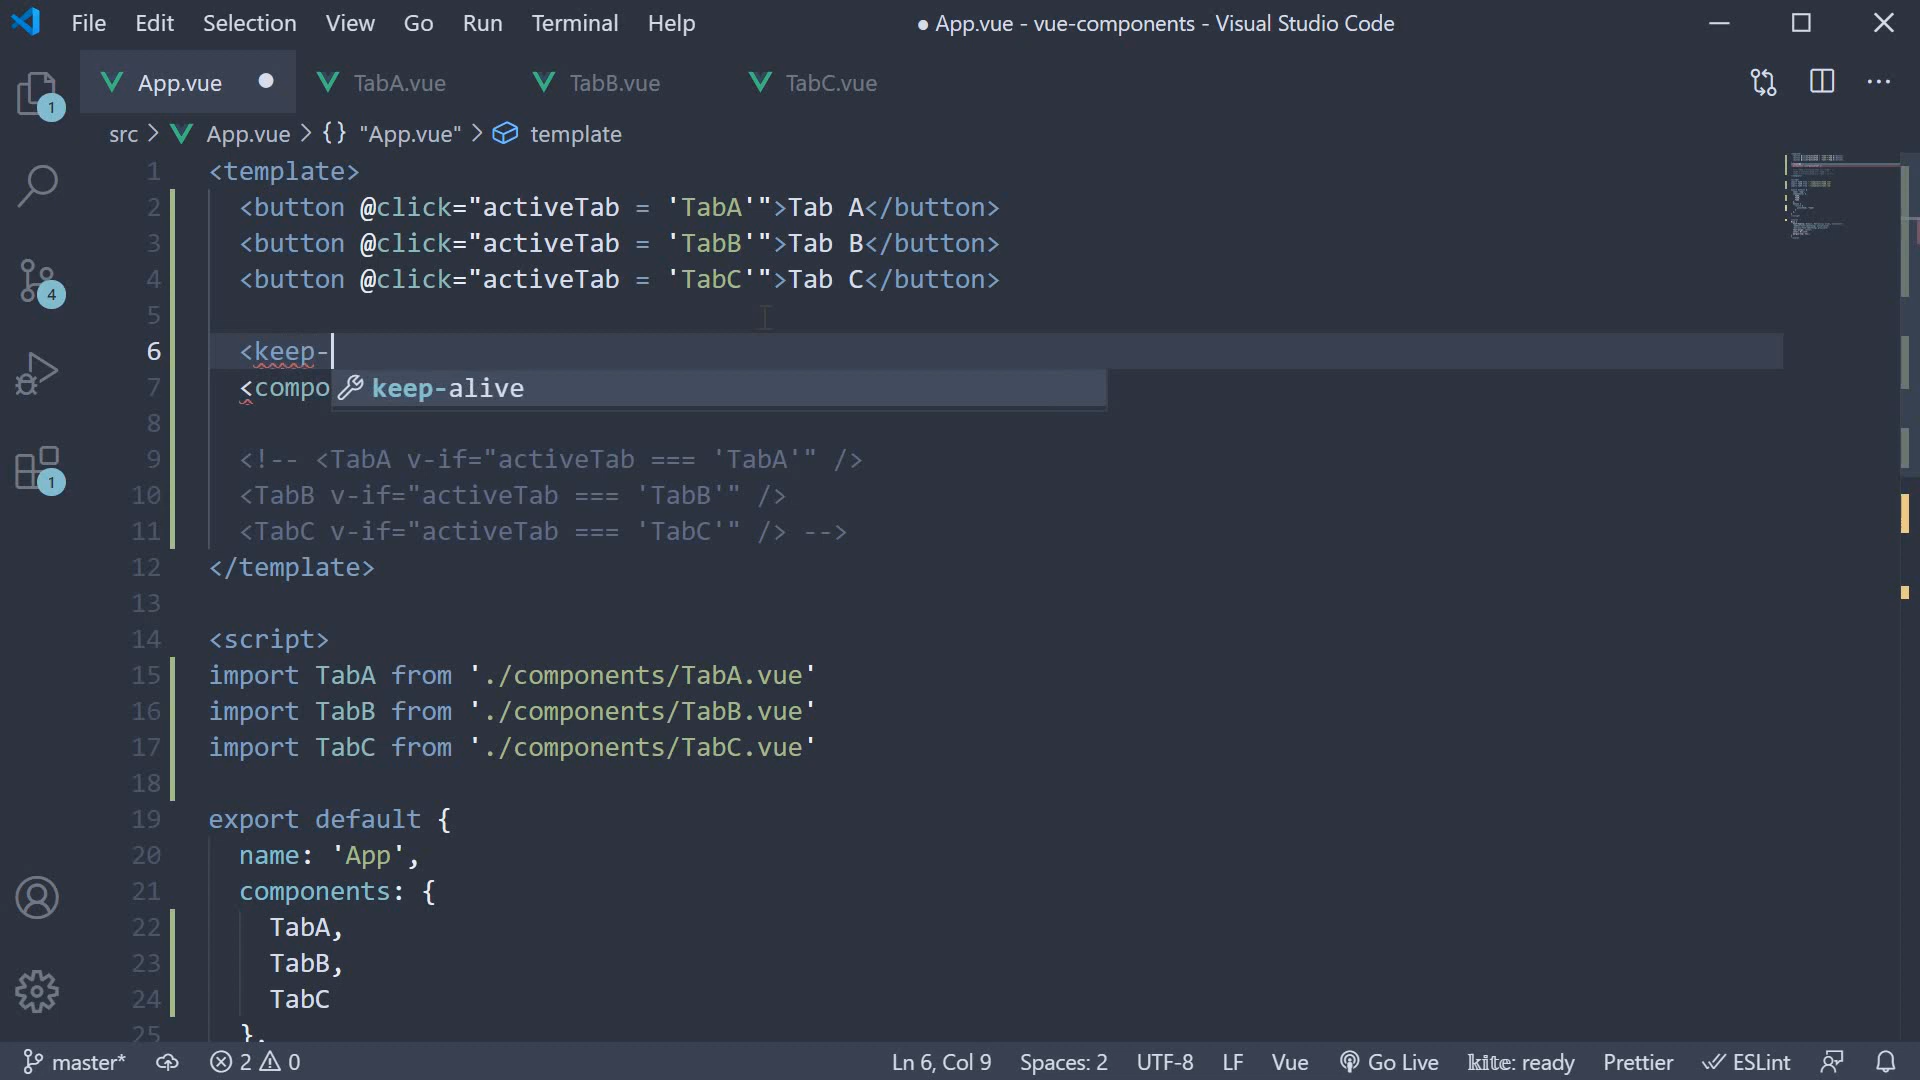 File Edit Selection View Go Run Terminal Help
● App.vue - vue-components - Visual Studio Code
App.vue TabA.vue TabB.vue TabC.vue
src > App.vue > {} "App.vue" > template
1 <template>
2 <button @click="activeTab = 'TabA'">Tab A</button>
3 <button @click="activeTab = 'TabB'">Tab B</button>
4 <button @click="activeTab = 'TabC'">Tab C</button>
5
6 <keep-
7 <compo
keep-alive
8
9 <!-- <TabA v-if="activeTab === 'TabA'" />
10 <TabB v-if="activeTab === 'TabB'" />
11 <TabC v-if="activeTab === 'TabC'" /> -->
12 </template>
13
14 <script>
15 import TabA from './components/TabA.vue'
16 import TabB from './components/TabB.vue'
17 import TabC from './components/TabC.vue'
18
19 export default {
20 name: 'App',
21 components: {
22 TabA,
23 TabB,
24 TabC
25 },
1
4
1
master* 2 0 Ln 6, Col 9 Spaces: 2 UTF-8 LF Vue Go Live kite: ready Prettier ESLint